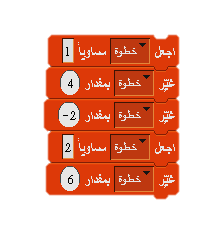 اجعل خطوة مساوياً 1
غيّر خطوة بمقدار 4
غيّر خطوة بمقدار 2-
اجعل خطوة مساوياً 2
غيّر خطوة بمقدار 6